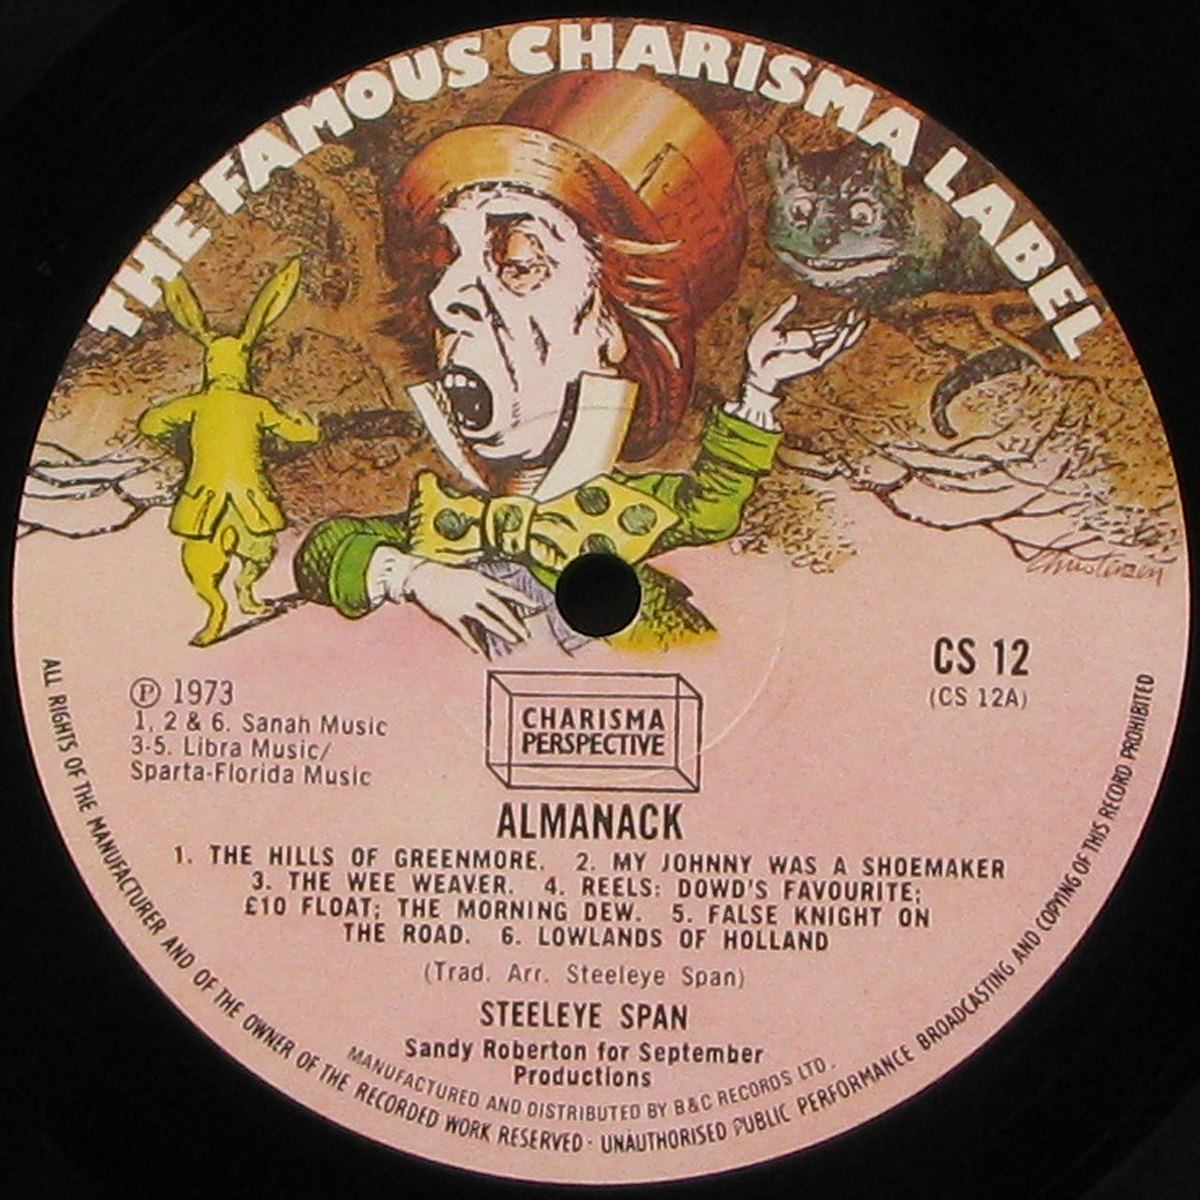 THE FAMOUS CHARISMA LABEL
CS 12
(CS 12A)
Ⓟ 1973
1, 2 & 6. Sanah Music
3-5. Libra Music/
Sparta-Florida Music
CHARISMA
PERSPECTIVE
ALMANACK
1. THE HILLS OF GREENMORE. 2. MY JOHNNY WAS A SHOEMAKER
3. THE WEE WEAVER. 4. REELS: DOWD'S FAVOURITE;
£10 FLOAT; THE MORNING DEW. 5. FALSE KNIGHT ON
THE ROAD. 6. LOWLANDS OF HOLLAND
(Trad. Arr. Steeleye Span)
STEELEYE SPAN
Sandy Roberton for September
Productions
MANUFACTURED AND DISTRIBUTED BY B&C RECORDS LTD.
ALL RIGHTS OF THE MANUFACTURER AND OF THE OWNER OF THE RECORDED WORK RESERVED - UNAUTHORISED PUBLIC PERFORMANCE BROADCASTING AND COPYING OF THIS RECORD PROHIBITED